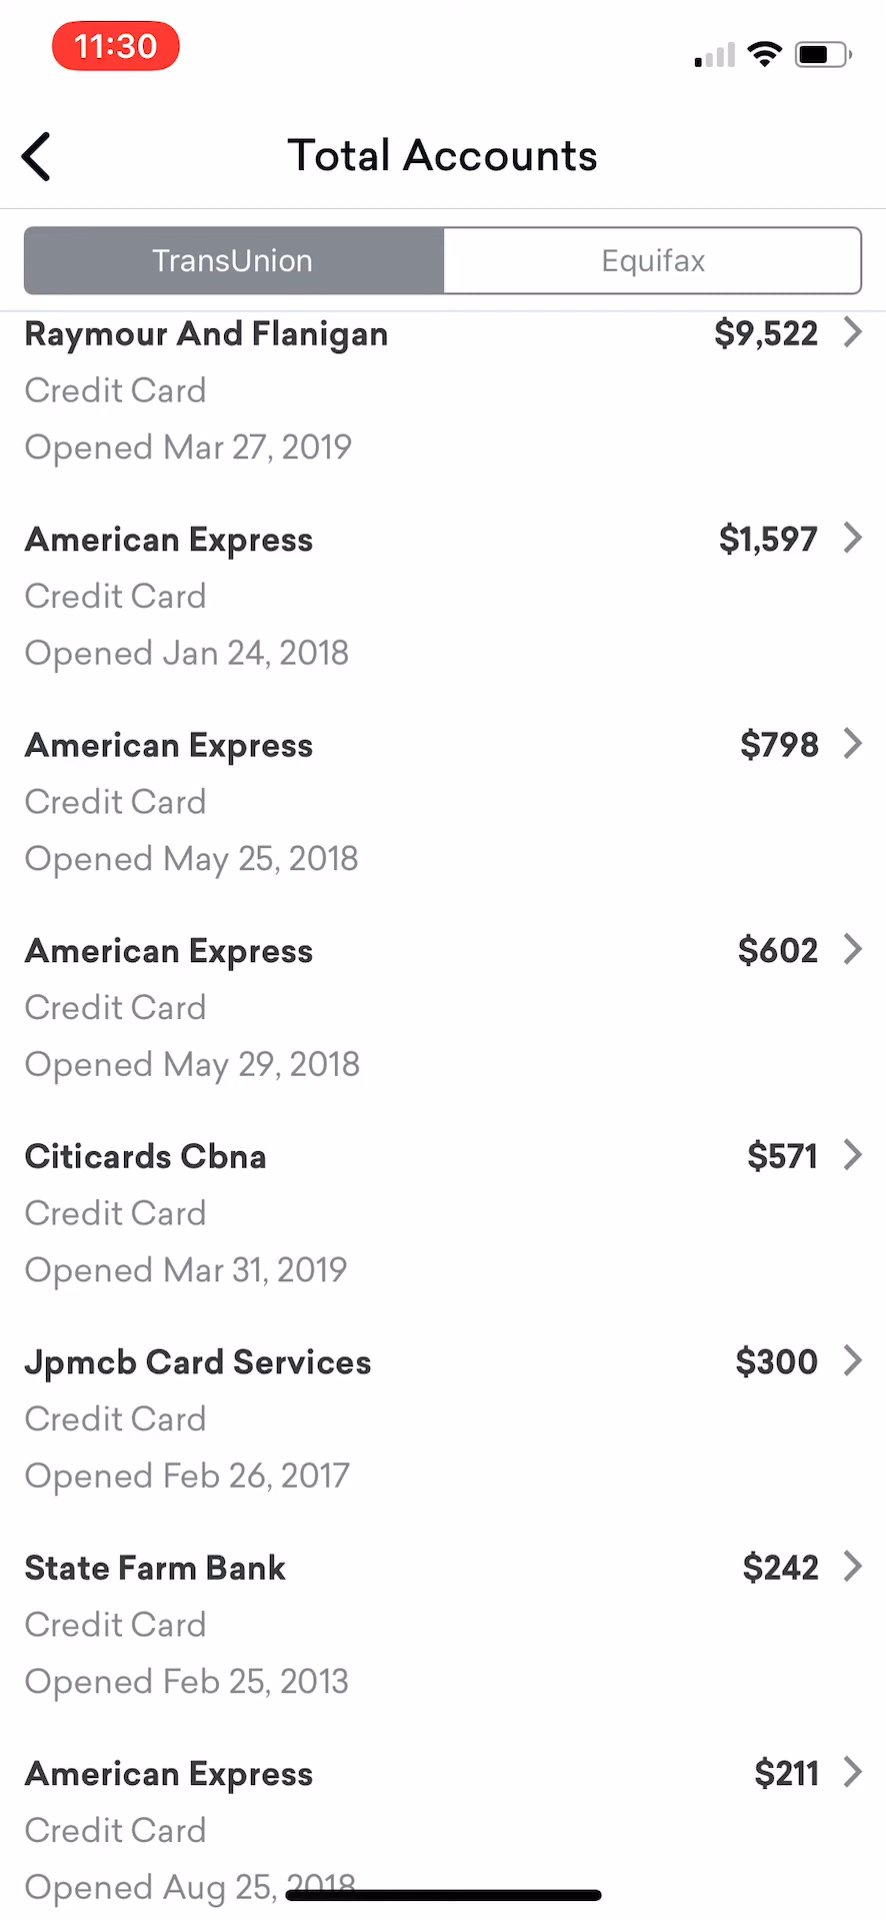 11:30
Total Accounts
TransUnion Equifax
Raymour And Flanigan $9,522
Credit Card
Opened Mar 27, 2019
American Express $1,597
Credit Card
Opened Jan 24, 2018
American Express $798
Credit Card
Opened May 25, 2018
American Express $602
Credit Card
Opened May 29, 2018
Citicards Cbna $571
Credit Card
Opened Mar 31, 2019
Jpmcb Card Services $300
Credit Card
Opened Feb 26, 2017
State Farm Bank $242
Credit Card
Opened Feb 25, 2013
American Express $211
Credit Card
Opened Aug 25, 2018